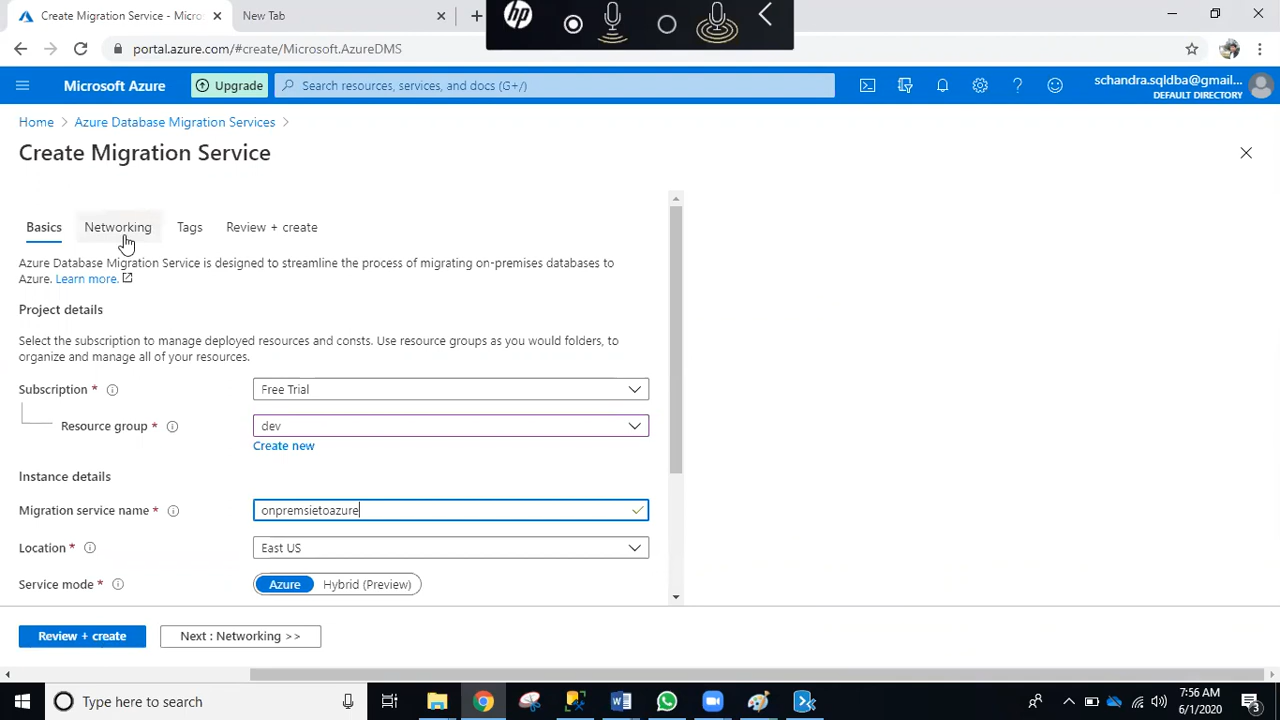 Create Migration Service - Micros
New Tab
hp
portal.azure.com/#create/Microsoft.AzureDMS
Microsoft Azure
Upgrade
Search resources, services, and docs (G+/)
schandra.sqldba@gmail...
DEFAULT DIRECTORY
Home > Azure Database Migration Services >
Create Migration Service
Basics
Networking
Tags
Review + create
Azure Database Migration Service is designed to streamline the process of migrating on-premises databases to
Azure. Learn more.
Project details
Select the subscription to manage deployed resources and consts. Use resource groups as you would folders, to
organize and manage all of your resources.
Subscription *
Free Trial
Resource group *
dev
Create new
Instance details
Migration service name *
onpremsietoazure
Location *
East US
Service mode *
Azure
Hybrid (Preview)
Review + create
Next : Networking >>
Type here to search
7:56 AM
6/1/2020
3